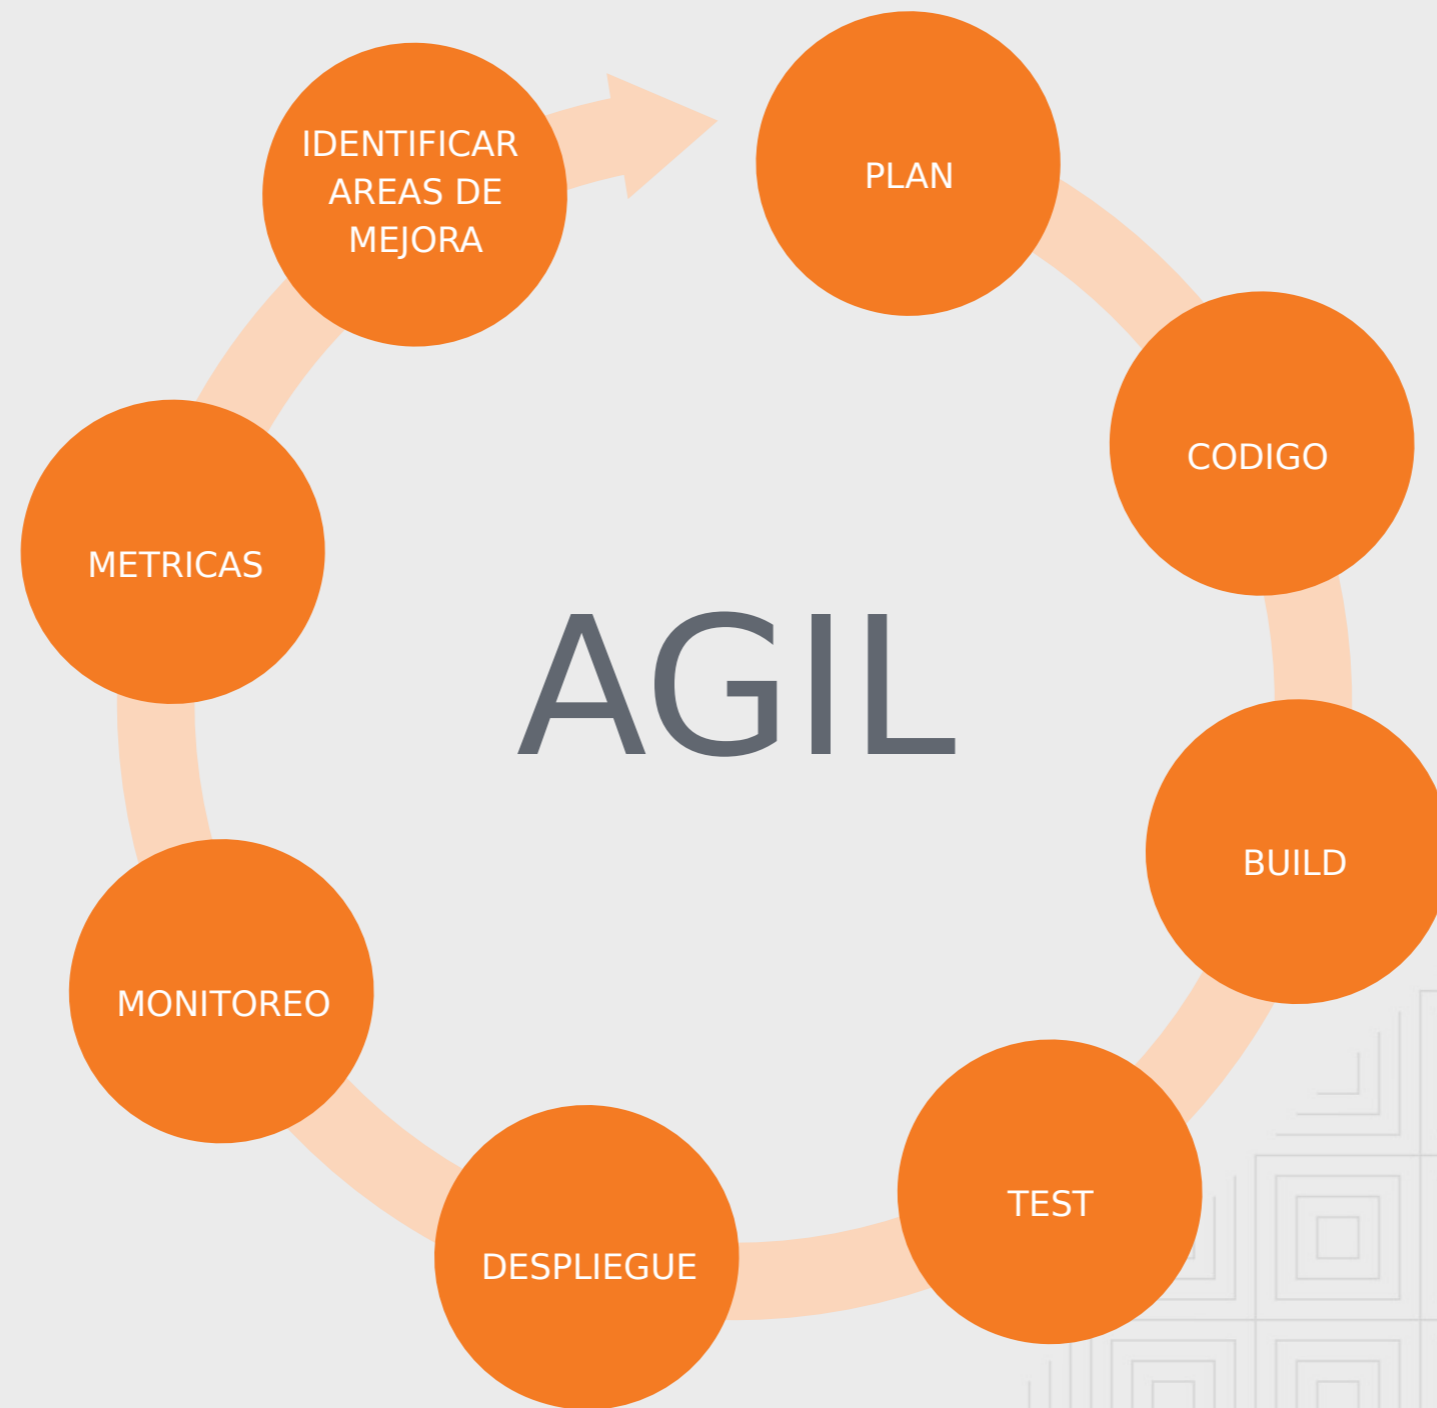 PLAN
CODIGO
BUILD
TEST
DESPLIEGUE
MONITOREO
METRICAS
IDENTIFICAR
AREAS DE
MEJORA
AGIL